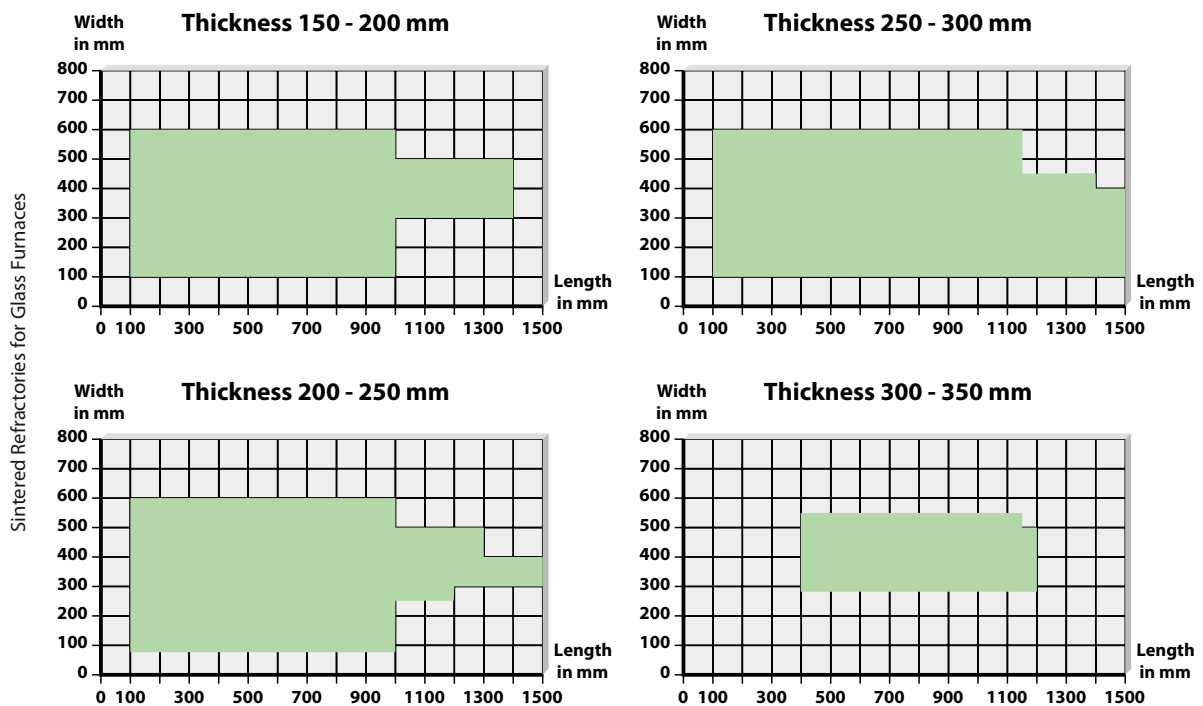 Sintered Refractories for Glass Furnaces
Width
in mm
Thickness 150 - 200 mm
800
700
600
500
400
300
200
100
0
0 100 300 500 700 900 1100 1300 1500
Length
in mm
Width
in mm
Thickness 250 - 300 mm
800
700
600
500
400
300
200
100
0
0 100 300 500 700 900 1100 1300 1500
Length
in mm
Width
in mm
Thickness 200 - 250 mm
800
700
600
500
400
300
200
100
0
0 100 300 500 700 900 1100 1300 1500
Length
in mm
Width
in mm
Thickness 300 - 350 mm
800
700
600
500
400
300
200
100
0
0 100 300 500 700 900 1100 1300 1500
Length
in mm